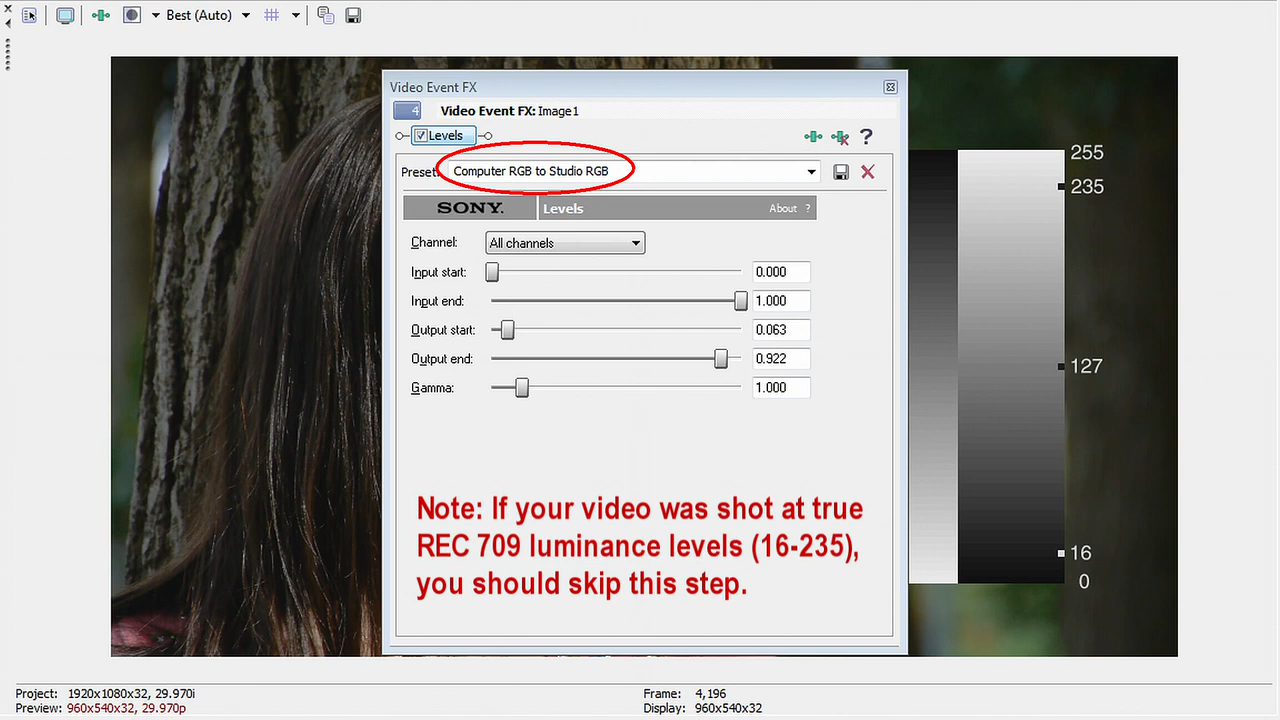 Best (Auto)
Video Event FX
4
Video Event FX: Image1
Levels
?
Preset:
Computer RGB to Studio RGB
SONY.
Levels
About ?
Channel:
All channels
Input start:
0.000
Input end:
1.000
Output start:
0.063
Output end:
0.922
Gamma:
1.000
Note: If your video was shot at true
REC 709 luminance levels (16-235),
you should skip this step.
255
235
127
16
0
Project: 1920x1080x32, 29.970i
Preview: 960x540x32, 29.970p
Frame: 4,196
Display: 960x540x32